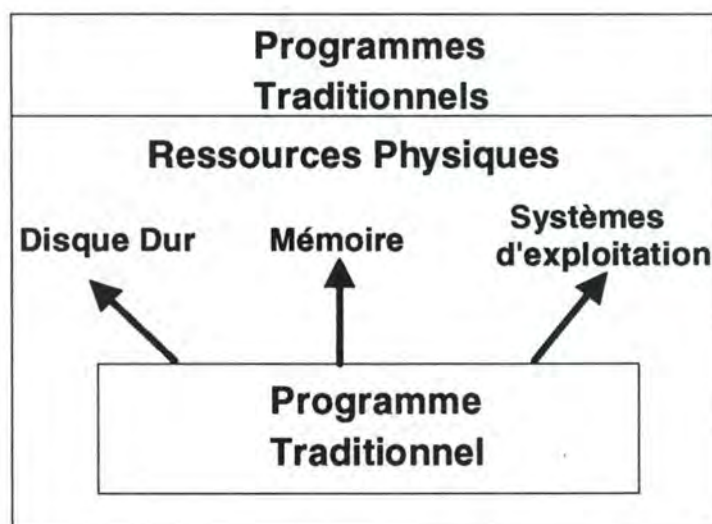 Programmes
Traditionnels
Ressources Physiques
Disque Dur
Mémoire
Systèmes
d'exploitation
Programme
Traditionnel